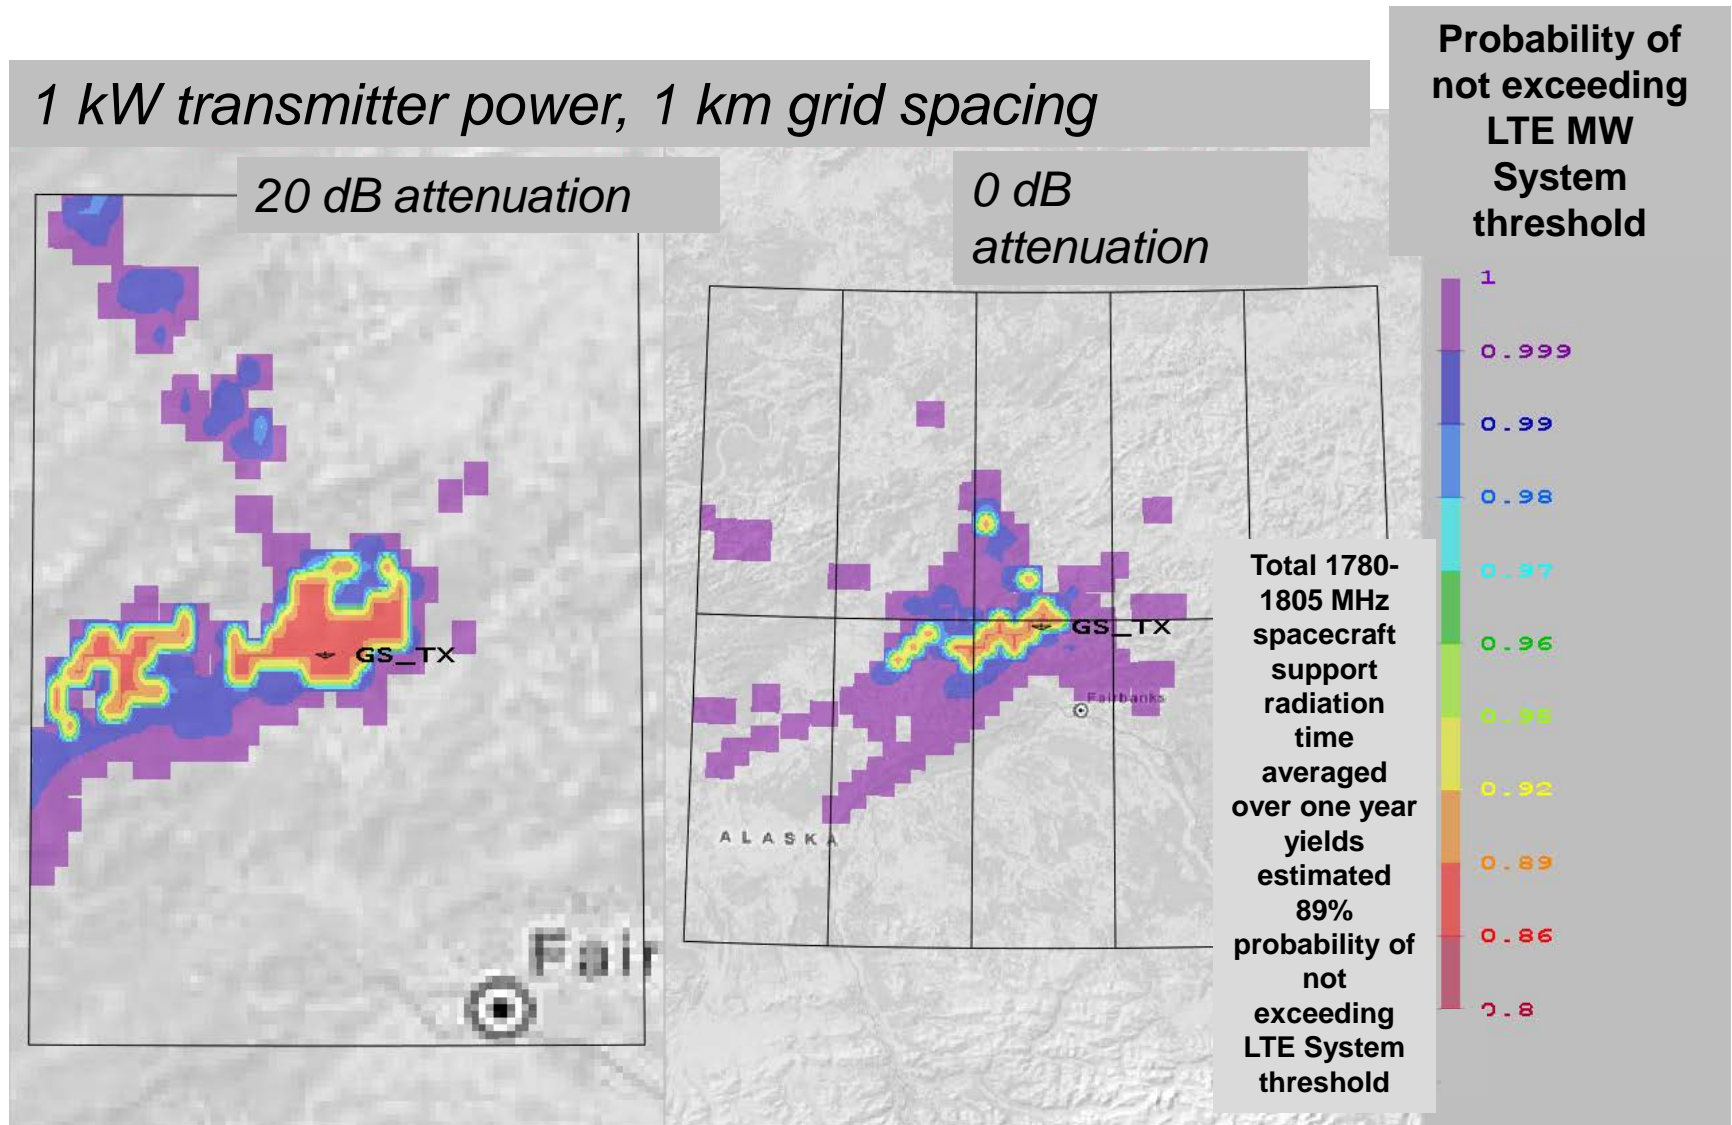 1 kW transmitter power, 1 km grid spacing
20 dB attenuation
0 dB
attenuation
Probability of
not exceeding
LTE MW
System
threshold
1
0.999
0.99
0.98
0.97
0.96
0.95
0.92
0.89
0.86
0.8
GS_TX
Fair
GS_TX
Fairbanks
ALASKA
Total 1780-
1805 MHz
spacecraft
support
radiation
time
averaged
over one year
yields
estimated
89%
probability of
not
exceeding
LTE System
threshold